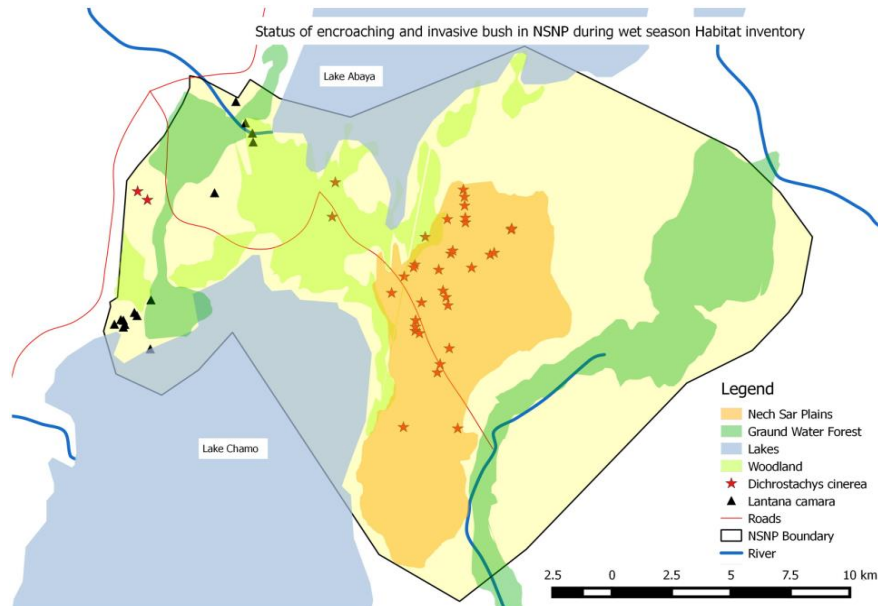 Status of encroaching and invasive bush in NSNP during wet season Habitat inventory
Lake Abaya
Lake Chamo
Legend
Nech Sar Plains
Ground Water Forest
Lakes
Woodland
Dichrostachys cinerea
Lantana camara
Roads
NSNP Boundary
River
2.5 0 2.5 5 7.5 10 km